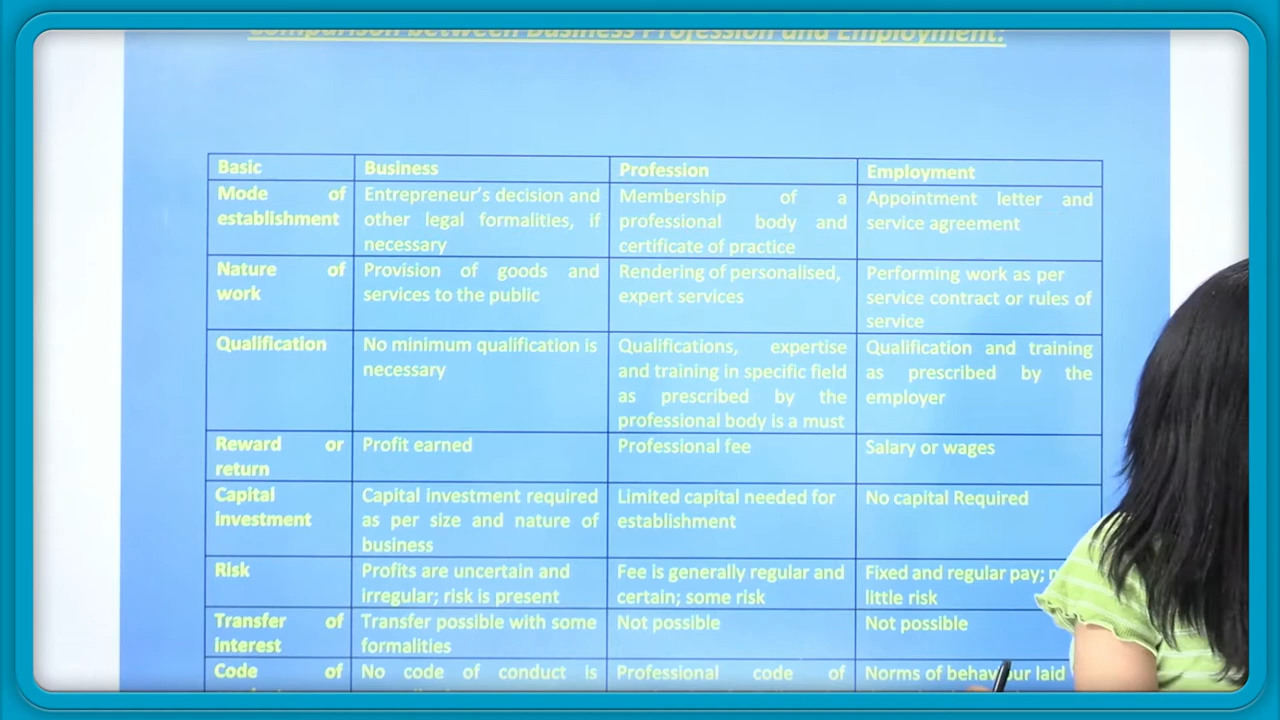 Comparison between Business Profession and Employment:
Basic Business Profession Employment
Mode of
establishment
Entrepreneur's decision and
other legal formalities, if
necessary
Membership of a
professional body and
certificate of practice
Appointment letter and
service agreement
Nature of
work
Provision of goods and
services to the public
Rendering of personalised,
expert services
Performing work as per
service contract or rules of
service
Qualification
No minimum qualification is
necessary
Qualifications, expertise
and training in specific field
as prescribed by the
professional body is a must
Qualification and training
as prescribed by the
employer
Reward or
return
Profit earned
Professional fee
Salary or wages
Capital
investment
Capital investment required
as per size and nature of
business
Limited capital needed for
establishment
No capital Required
Risk
Profits are uncertain and
irregular; risk is present
Fee is generally regular and
certain; some risk
Fixed and regular pay;
little risk
Transfer of
interest
Transfer possible with some
formalities
Not possible
Not possible
Code of
No code of conduct is
Professional code of
Norms of behaviour laid